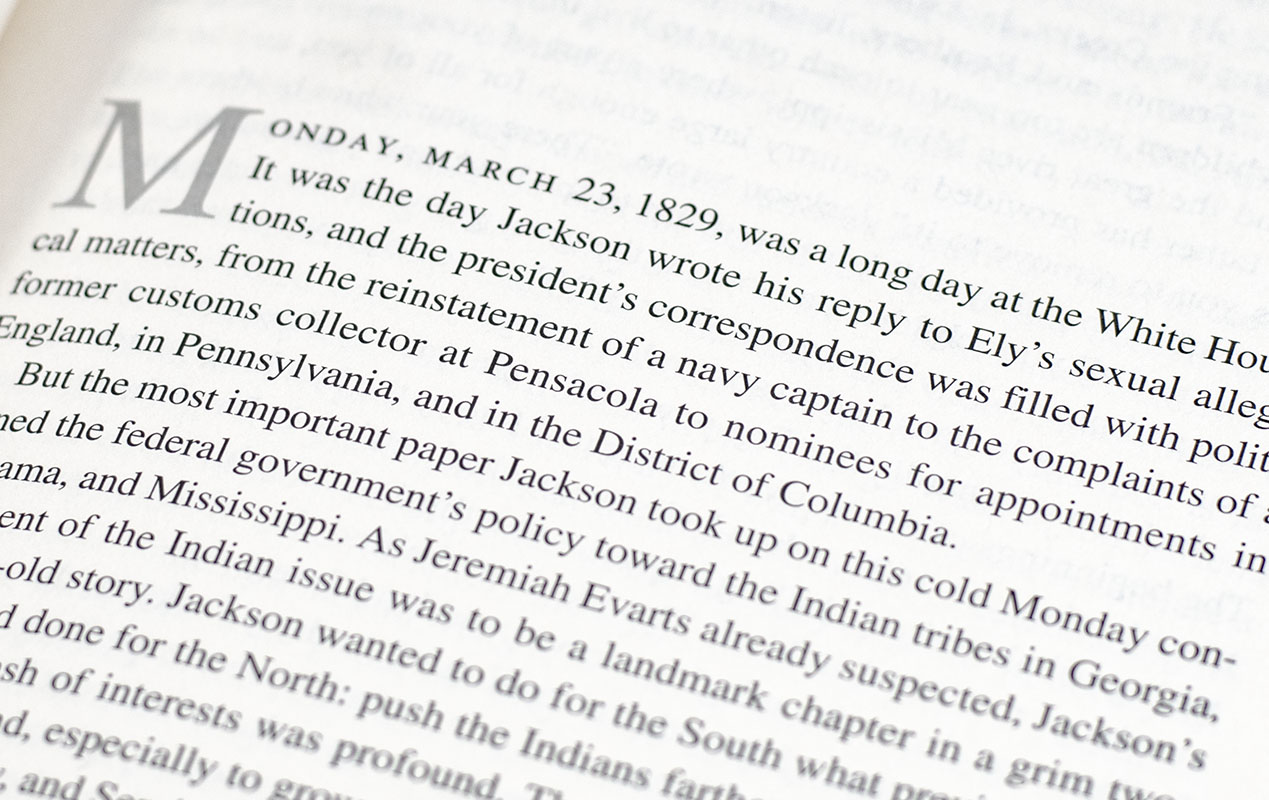 MONDAY, MARCH 23, 1829, was a long day at the White Hou
It was the day Jackson wrote his reply to Ely's sexual alleg
tions, and the president's correspondence was filled with polit
cal matters, from the reinstatement of a navy captain to the complaints of a
former customs collector at Pensacola to nominees for appointments in
England, in Pennsylvania, and in the District of Columbia.
But the most important paper Jackson took up on this cold Monday con-
ned the federal government's policy toward the Indian tribes in Georgia,
ama, and Mississippi. As Jeremiah Evarts already suspected, Jackson's
ent of the Indian issue was to be a landmark chapter in a grim two
-old story. Jackson wanted to do for the South what previ
d done for the North: push the Indians farthe
ash of interests was profound. Th
nd, especially to grow
, and Sem